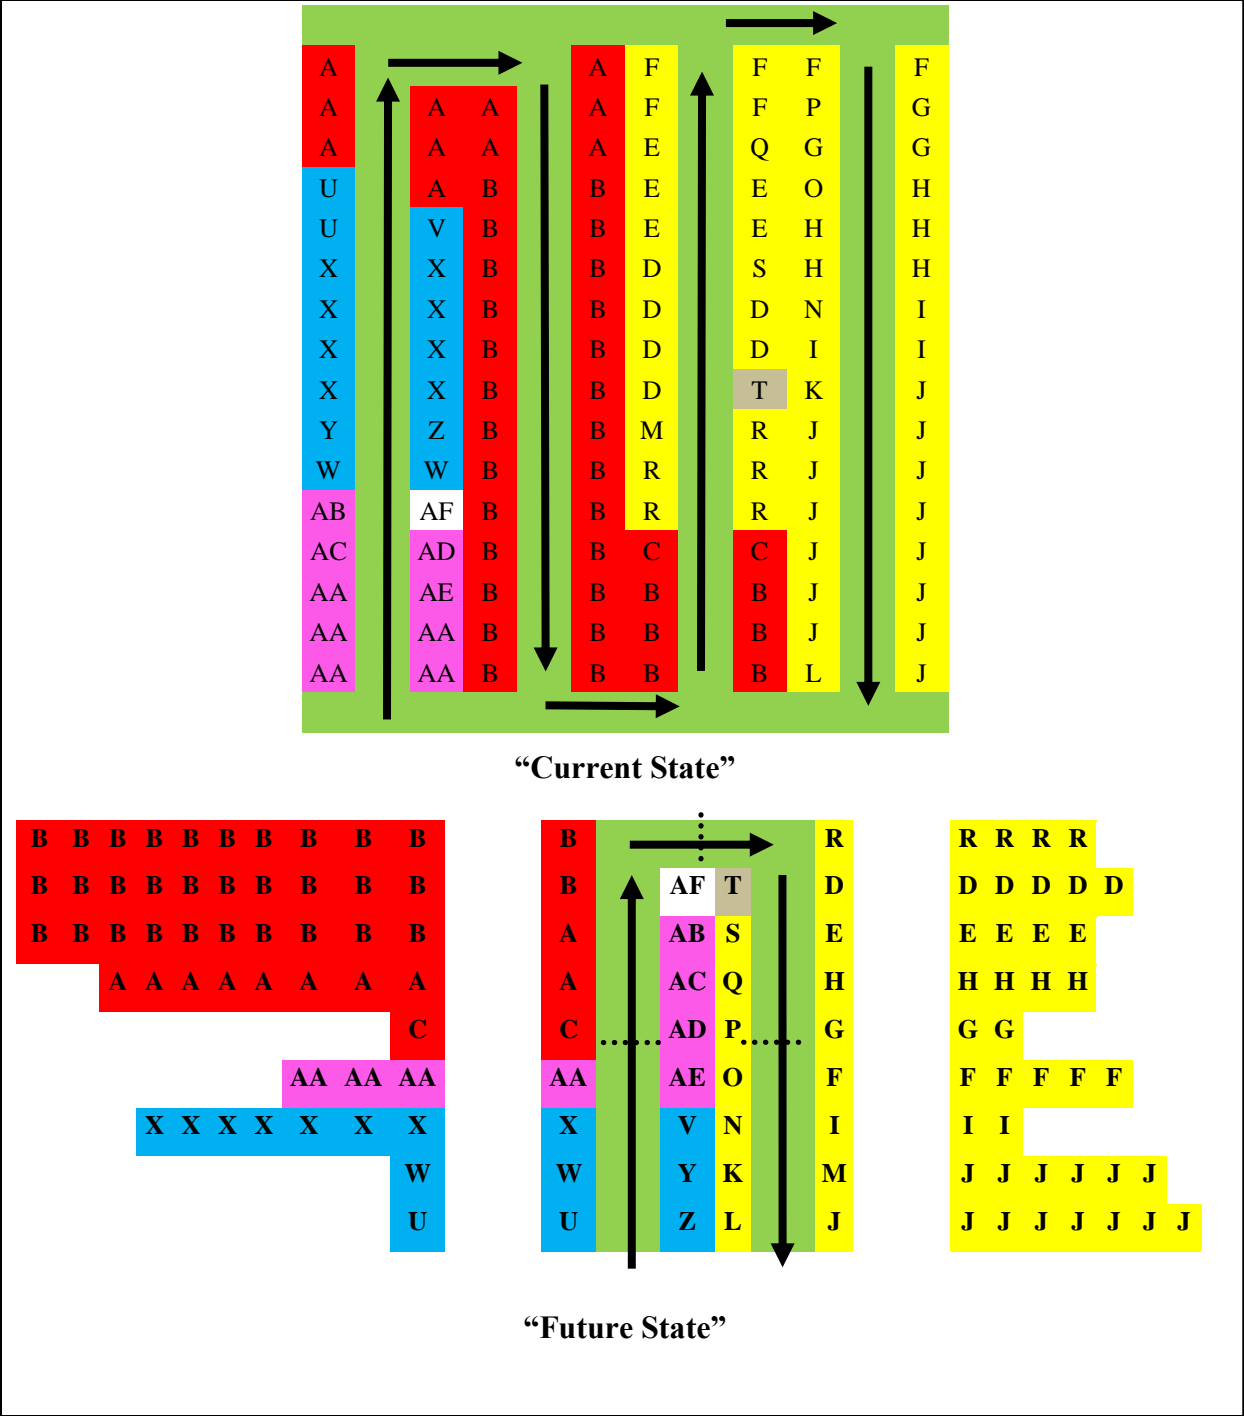 A A F F F F
A A A A F F P G
A A A A E Q G G
U A B B E E O H
U V B B E E H H
X X B B D S H H
X X B B D D N I
X X B B D D I I
X X B B D T K J
Y Z B B M R J J
W W B B R R J J
AB AF B B R R J J
AC AD B B C C J J
AA AE B B B B J J
AA AA B B B B J J
AA AA B B B B L J
“Current State”
B B B B B B B B B B B R R R R R
B B B B B B B B B B B AF T D D D D D D
B B B B B B B B B B A AB S E E E E E
A A A A A A A A A AC Q H H H H H
C C AD P G G G
AA AA AA AA AE O F F F F F F
X X X X X X X X V N I I I
W W Y K M J J J J J J
U U Z L J J J J J J J J
“Future State”